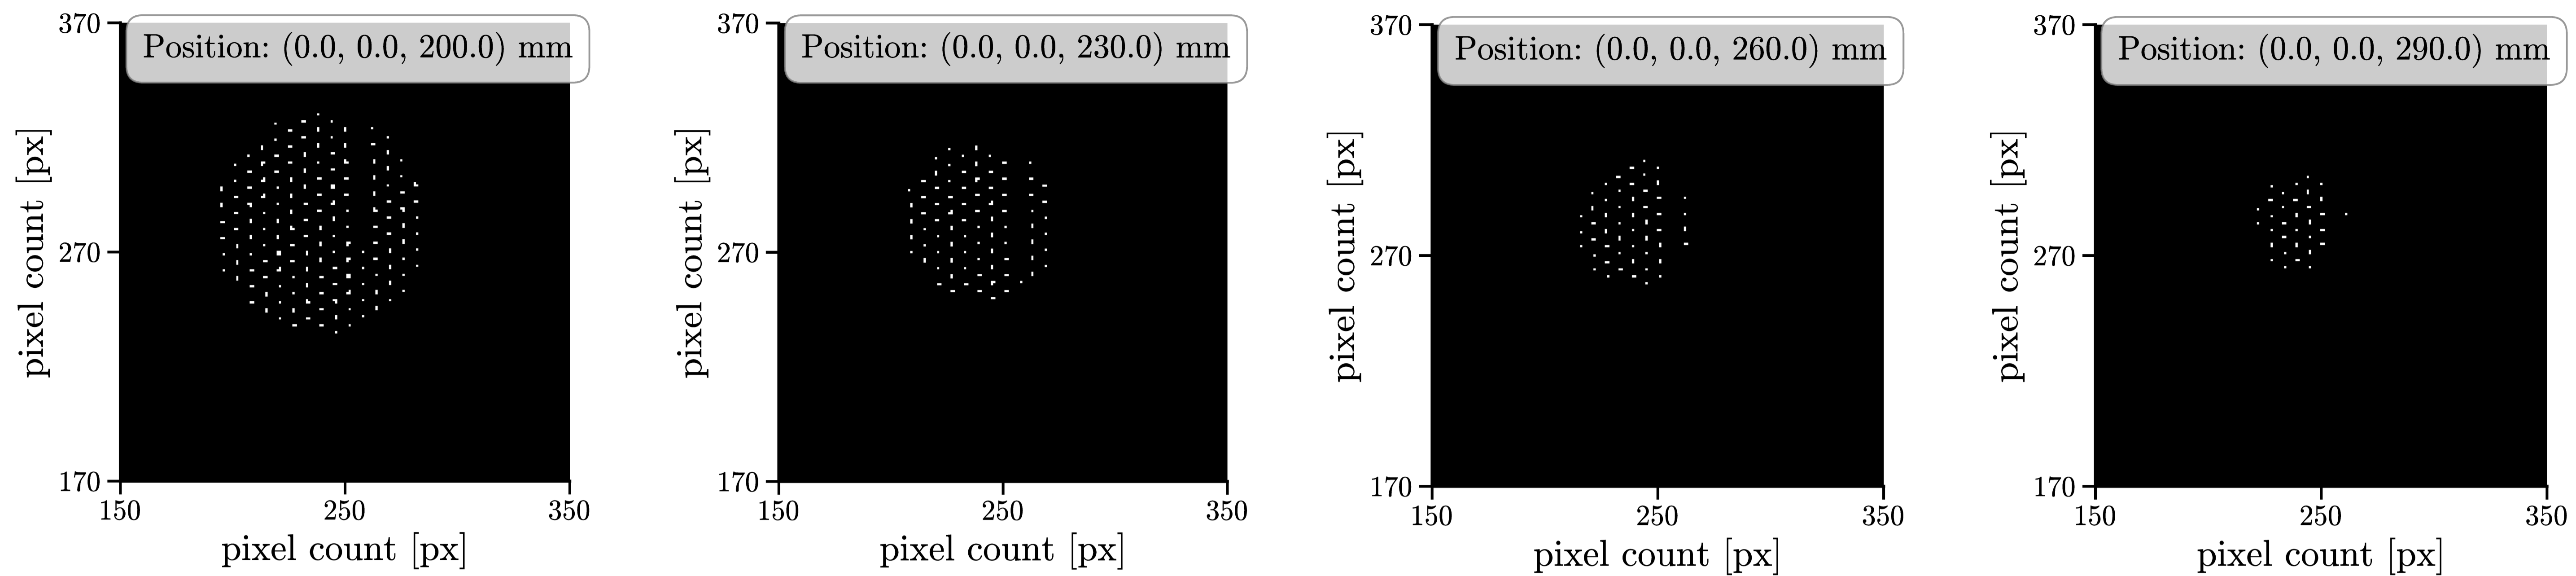 370
Position: (0.0, 0.0, 200.0) mm
pixel count [px]
270
170
150
250
350
pixel count [px]
370
Position: (0.0, 0.0, 230.0) mm
pixel count [px]
270
170
150
250
350
pixel count [px]
370
Position: (0.0, 0.0, 260.0) mm
pixel count [px]
270
170
150
250
350
pixel count [px]
370
Position: (0.0, 0.0, 290.0) mm
pixel count [px]
270
170
150
250
350
pixel count [px]